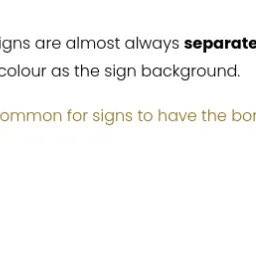 igns are almost always separate
colour as the sign background.
ommon for signs to have the bor